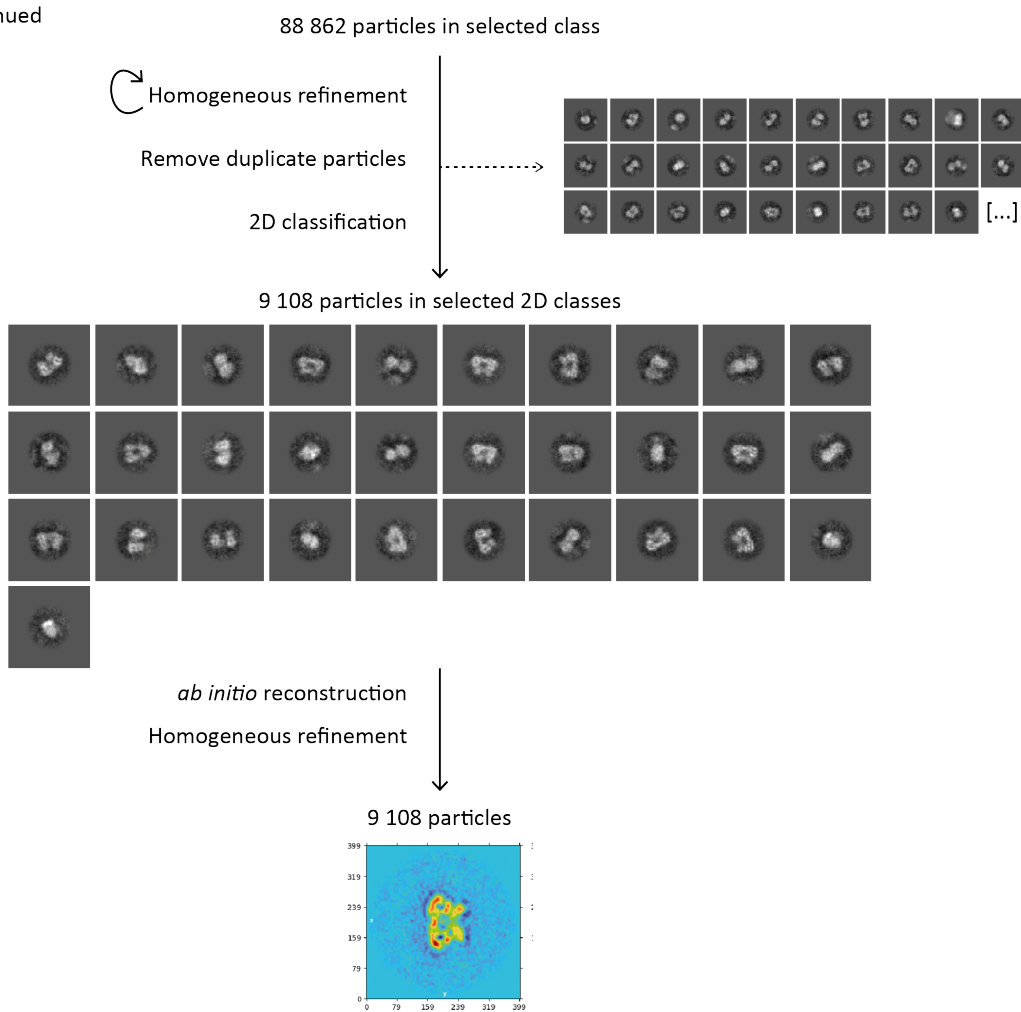 nued
88 862 particles in selected class
Homogeneous refinement
Remove duplicate particles
2D classification
[...]
9 108 particles in selected 2D classes
ab initio reconstruction
Homogeneous refinement
9 108 particles
399
319
239
159
79
0
z
y
0 79 159 239 319 399